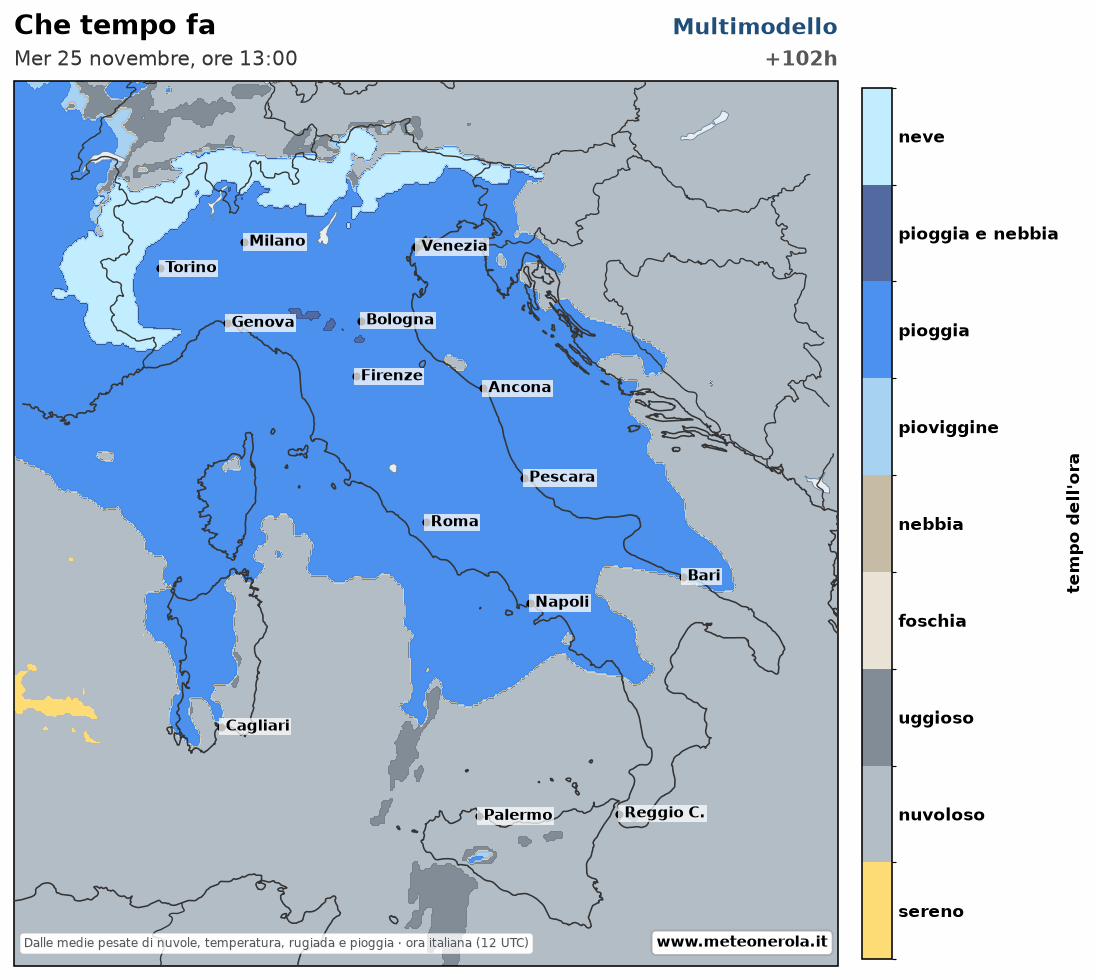 Che tempo fa
Multimodello
Mer 25 novembre, ore 13:00
+102h
neve
pioggia e nebbia
pioggia
pioviggine
nebbia
foschia
uggioso
nuvoloso
sereno
tempo dell'ora
Milano
Venezia
Torino
Genova
Bologna
Firenze
Ancona
Pescara
Roma
Bari
Napoli
Cagliari
Palermo
Reggio C.
Dalle medie pesate di nuvole, temperatura, rugiada e pioggia · ora italiana (12 UTC)
www.meteonerola.it